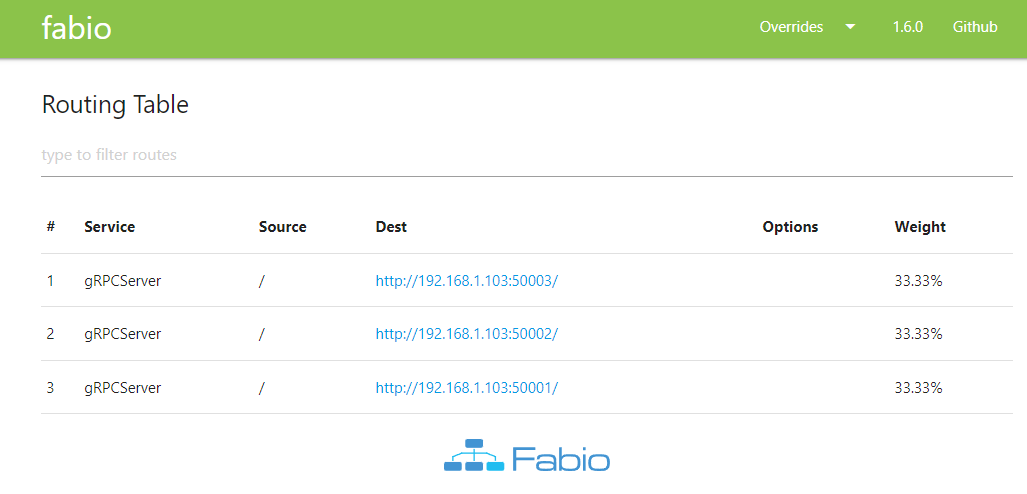 fabio Overrides 1.6.0 Github
Routing Table
type to filter routes
# Service Source Dest Options Weight
1 gRPCServer / http://192.168.1.103:50003/ 33.33%
2 gRPCServer / http://192.168.1.103:50002/ 33.33%
3 gRPCServer / http://192.168.1.103:50001/ 33.33%
Fabio